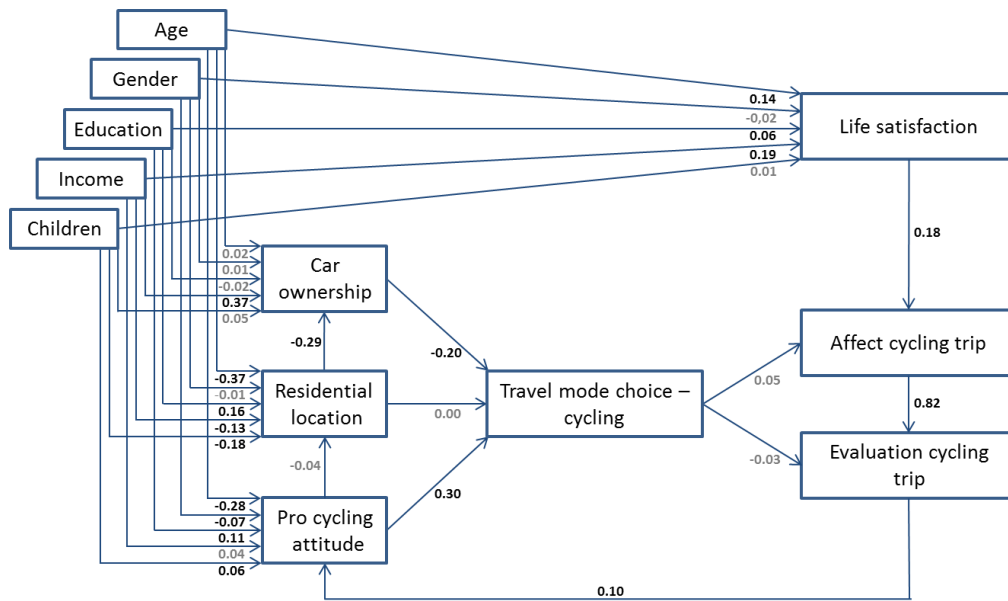 Age
Gender
Education
Income
Children
0.14
-0,02
0.06
0.19
0.01
Life satisfaction
0.18
0.02
0.01
-0.02
0.37
0.05
Car
ownership
-0.29
-0.20
Affect cycling trip
-0.37
-0.01
0.16
-0.13
-0.18
Residential
location
0.00
Travel mode choice –
cycling
0.05
-0.03
0.82
Evaluation cycling
trip
-0.04
0.30
-0.28
-0.07
0.11
0.04
0.06
Pro cycling
attitude
0.10